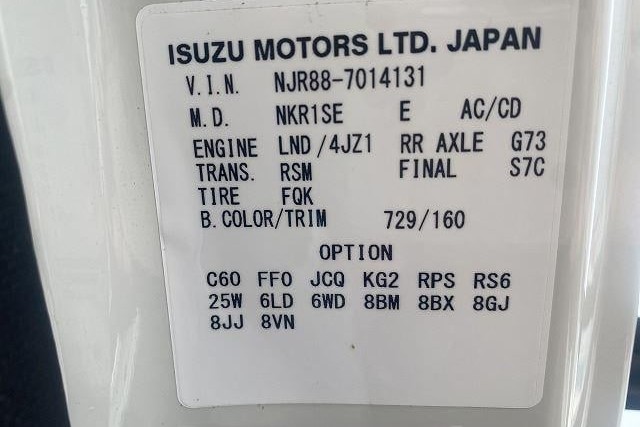 ISUZU MOTORS LTD. JAPAN
V.I.N. NJR88-7014131
M.D. NKR1SE E AC/CD
ENGINE LND/4JZ1 RR AXLE G73
TRANS. RSM FINAL S7C
TIRE FQK
B.COLOR/TRIM 729/160
OPTION
C60 FF0 JCQ KG2 RPS RS6
25W 6LD 6WD 8BM 8BX 8GJ
8JJ 8VN